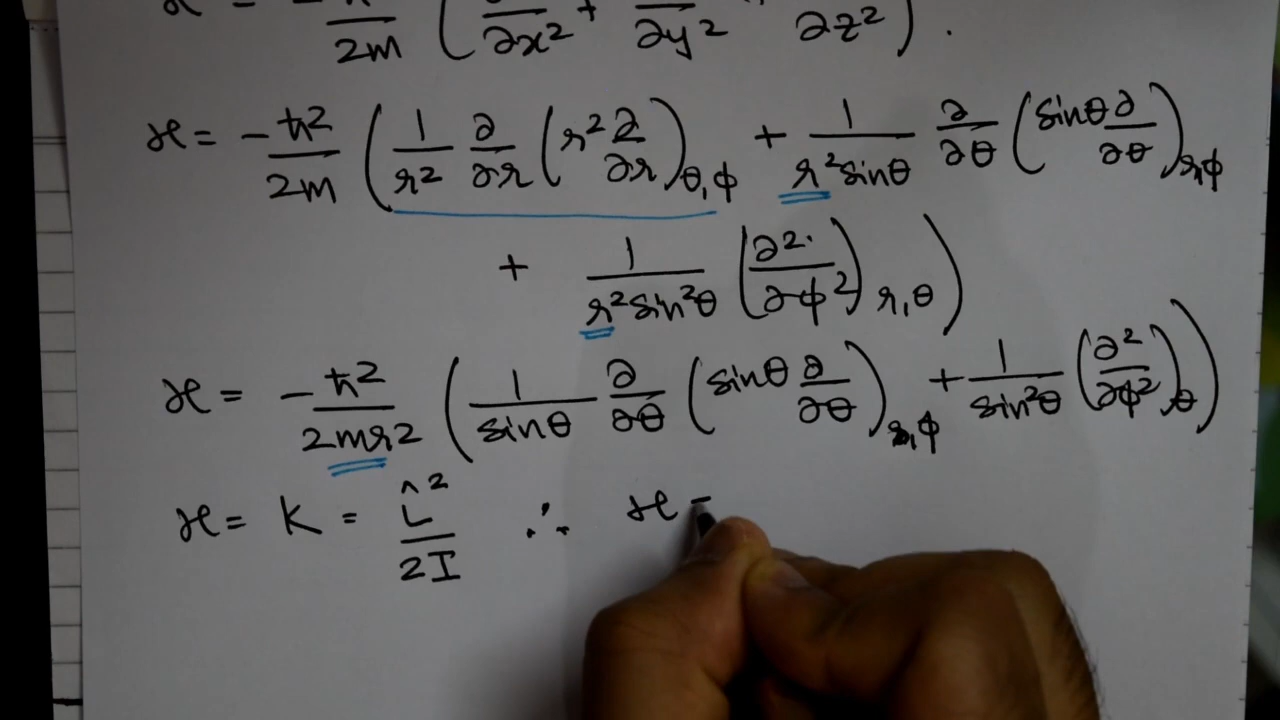 ℋ = -ħ²/2m (∂/∂x² + ∂/∂y² ∂z²) .
ℋ = -ħ²/2m (1/r² ∂/∂r (r² ∂/∂r)θ,φ + 1/r² sinθ ∂/∂θ (sinθ ∂/∂θ)r,φ
+ 1/r² sin²θ (∂²/∂φ²) r,θ)
ℋ = -ħ²/2mr² (1/sinθ ∂/∂θ (sinθ ∂/∂θ)r,φ + 1/sin²θ (∂²/∂φ²)r,θ)
ℋ = K = L̂²/2I ∴ ℋ =